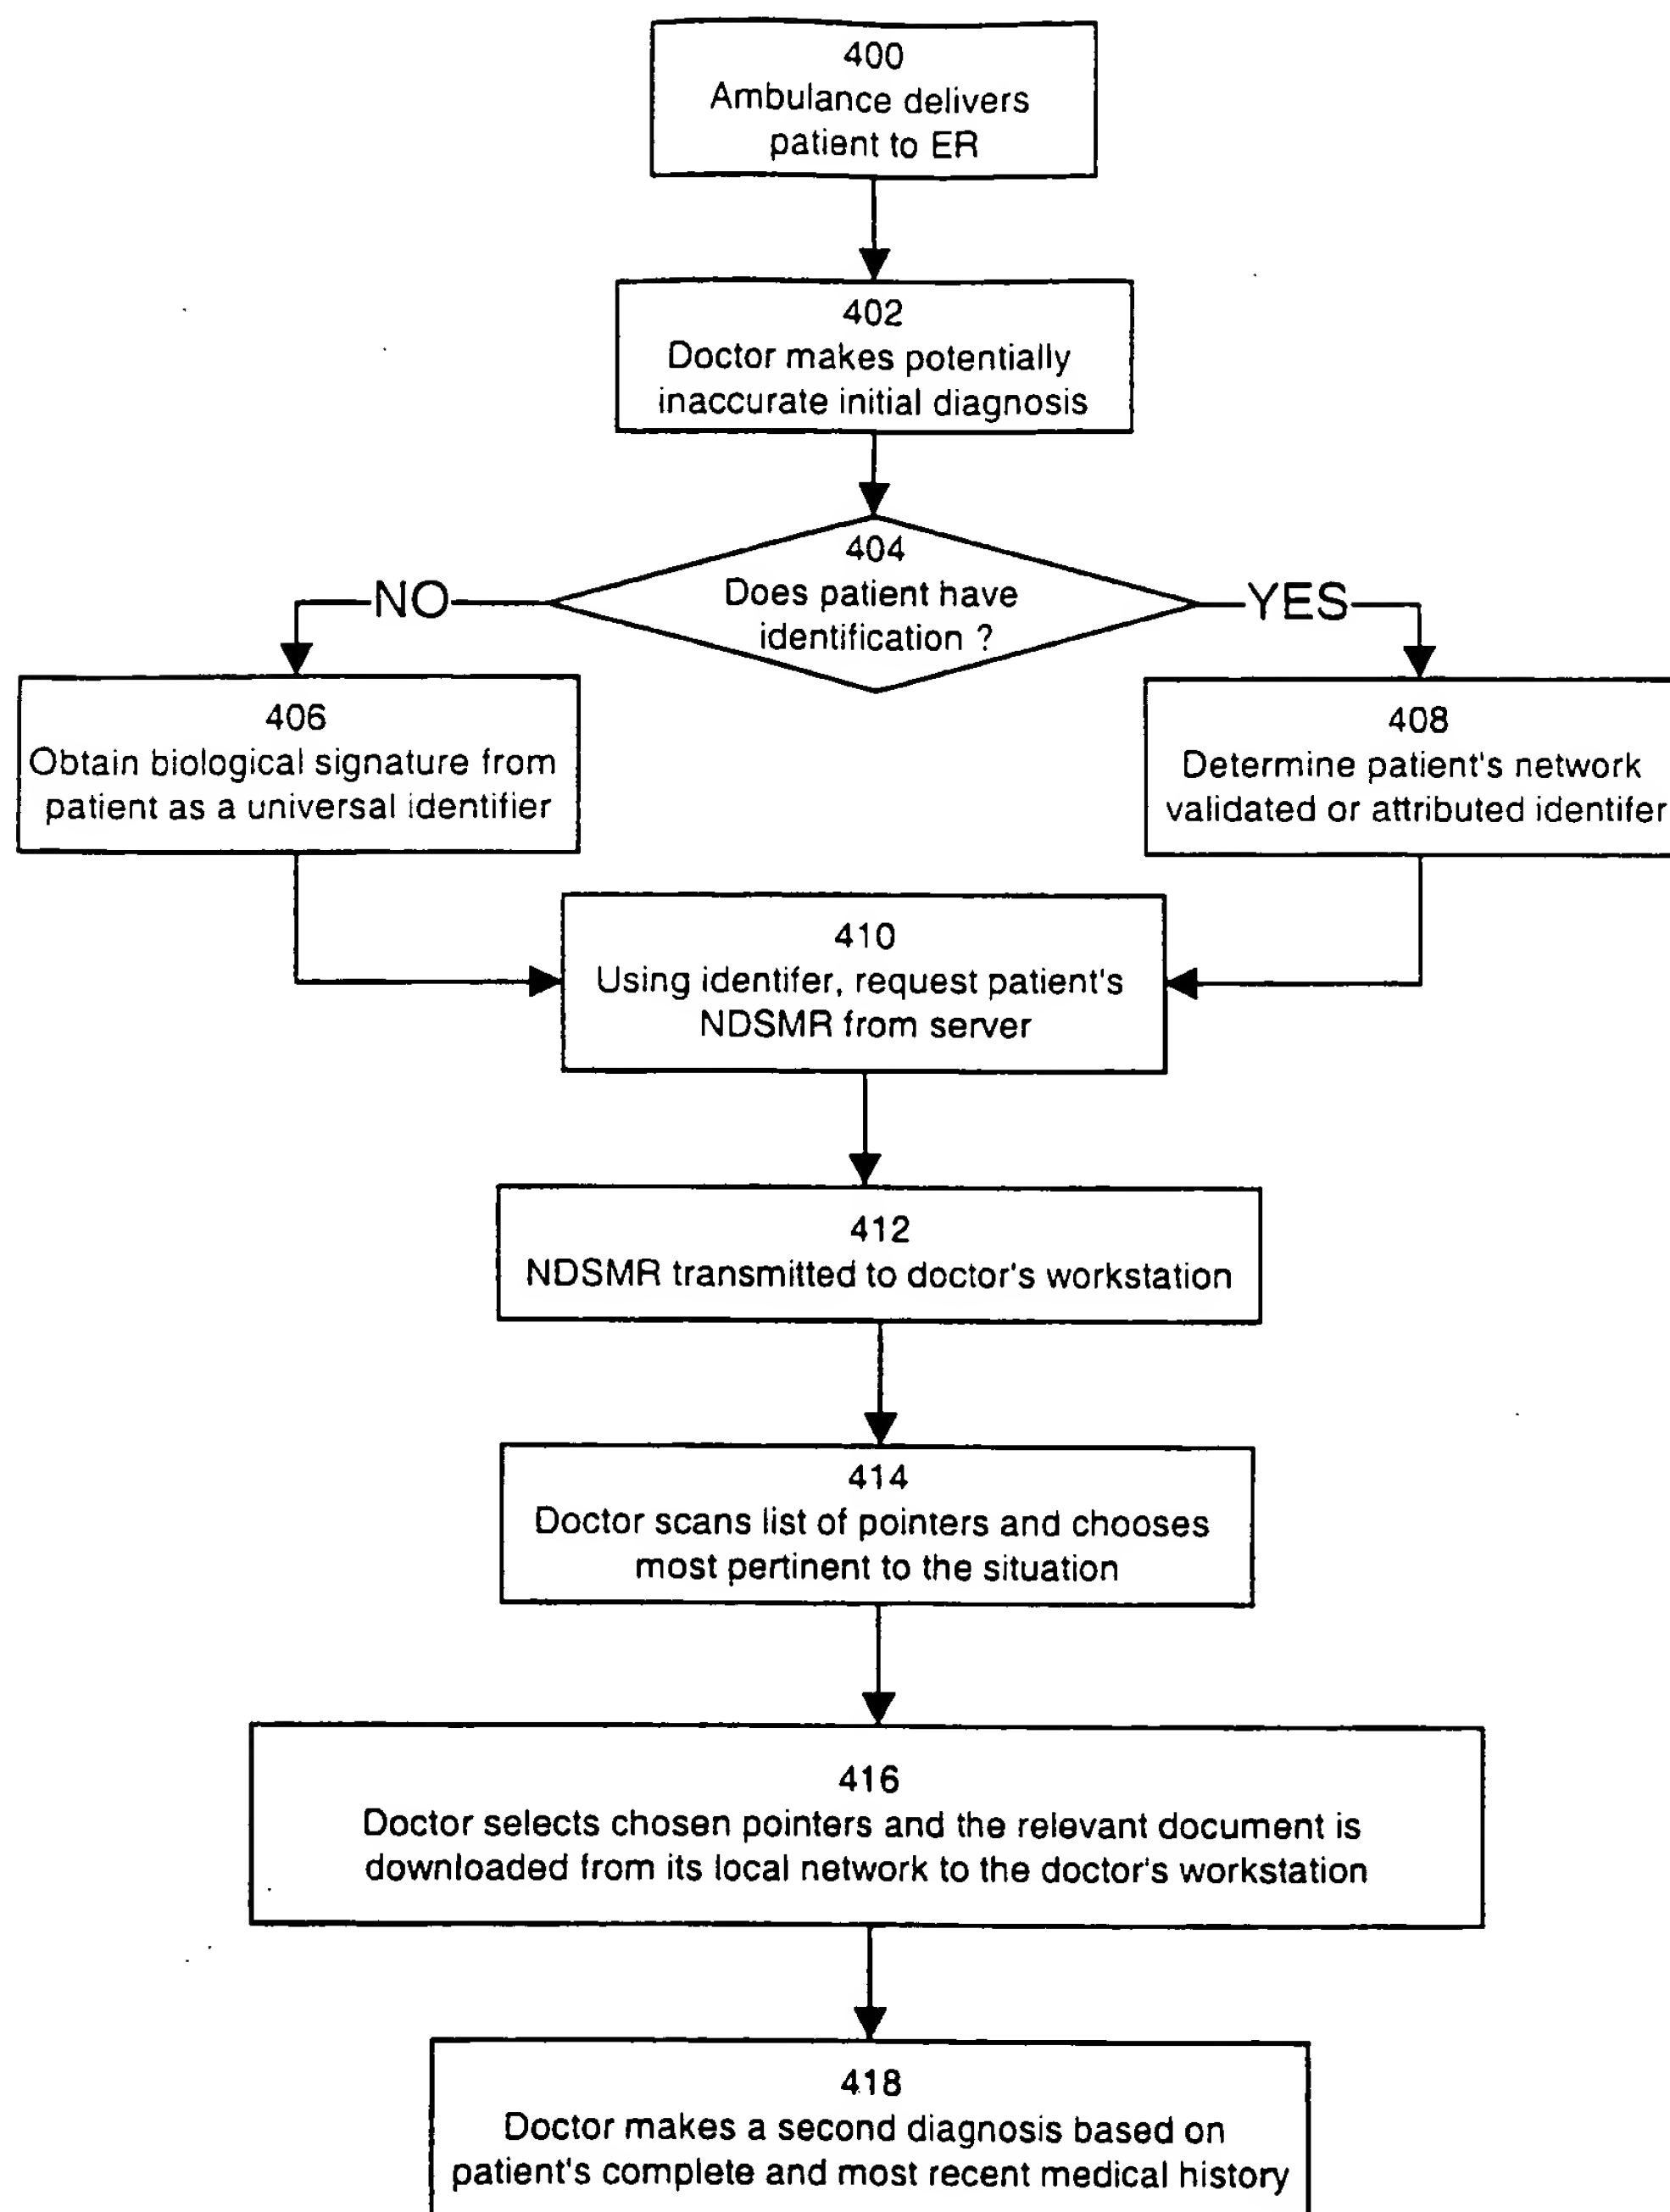 400
Ambulance delivers
patient to ER
402
Doctor makes potentially
inaccurate initial diagnosis
404
Does patient have
identification ?
NO
YES
406
Obtain biological signature from
patient as a universal identifier
408
Determine patient's network
validated or attributed identifer
410
Using identifer, request patient's
NDSMR from server
412
NDSMR transmitted to doctor's workstation
414
Doctor scans list of pointers and chooses
most pertinent to the situation
416
Doctor selects chosen pointers and the relevant document is
downloaded from its local network to the doctor's workstation
418
Doctor makes a second diagnosis based on
patient's complete and most recent medical history